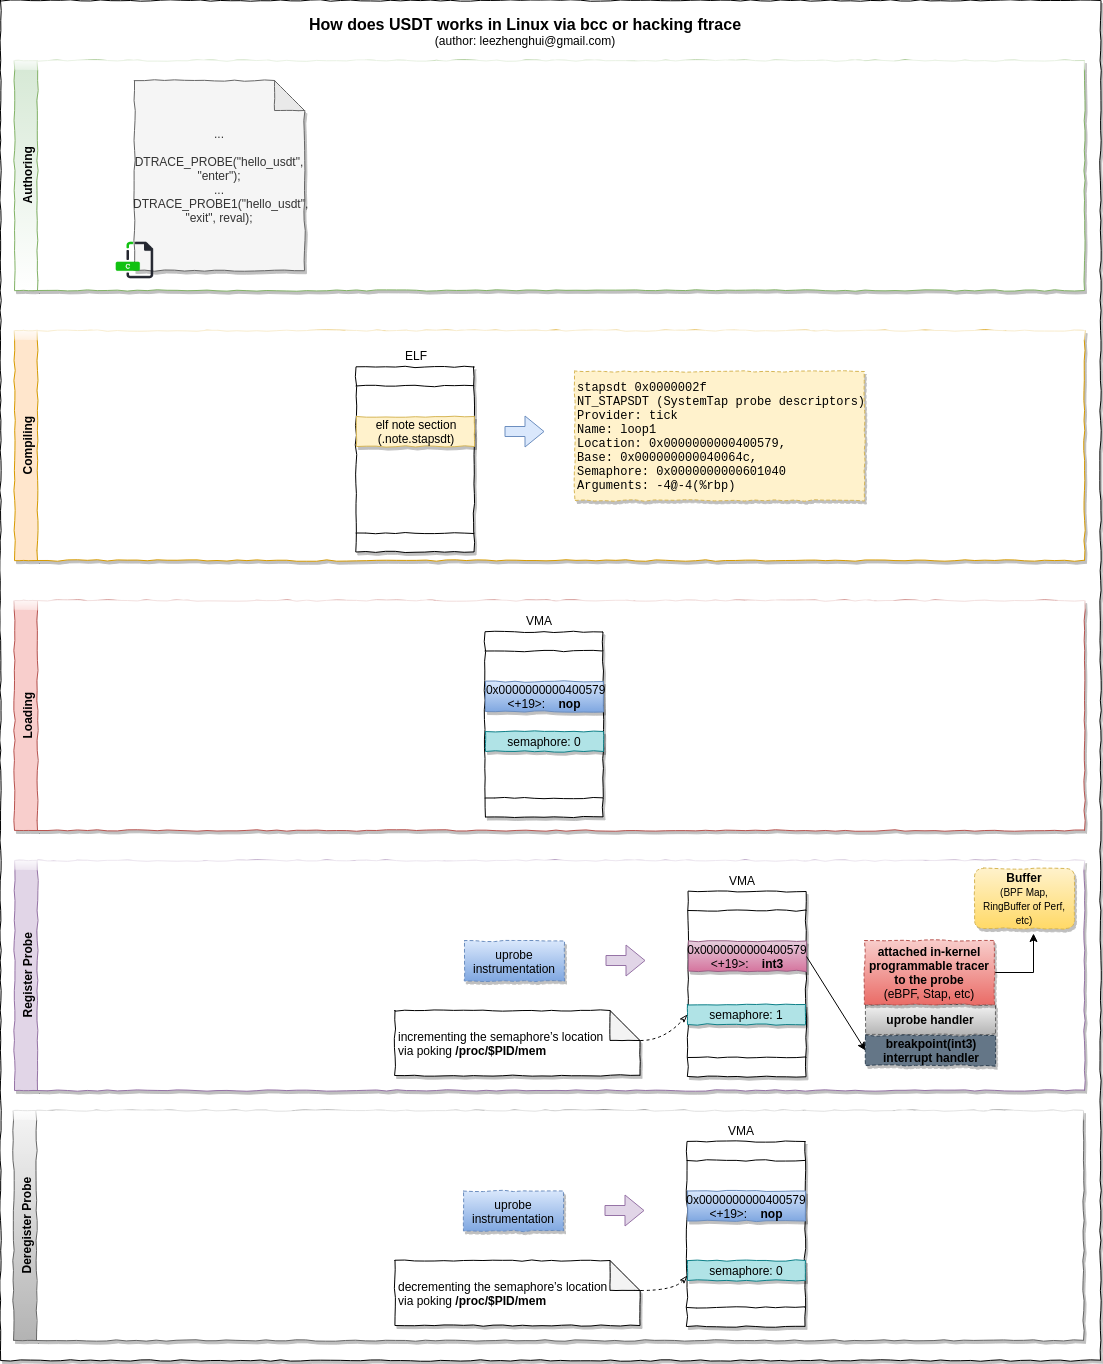 How does USDT works in Linux via bcc or hacking ftrace
(author: leezhenghui@gmail.com)
Authoring
...
DTRACE_PROBE("hello_usdt",
"enter");
...
DTRACE_PROBE1("hello_usdt",
"exit", reval);
C
Compiling
ELF
elf note section
(.note.stapsdt)
stapsdt 0x0000002f
NT_STAPSDT (SystemTap probe descriptors)
Provider: tick
Name: loop1
Location: 0x0000000000400579,
Base: 0x000000000040064c,
Semaphore: 0x0000000000601040
Arguments: -4@-4(%rbp)
Loading
VMA
0x0000000000400579
<+19>: nop
semaphore: 0
Register Probe
uprobe
instrumentation
incrementing the semaphore's location
via poking /proc/$PID/mem
VMA
0x0000000000400579
<+19>: int3
semaphore: 1
Buffer
(BPF Map,
RingBuffer of Perf,
etc)
attached in-kernel
programmable tracer
to the probe
(eBPF, Stap, etc)
uprobe handler
breakpoint(int3)
interrupt handler
Deregister Probe
uprobe
instrumentation
decrementing the semaphore's location
via poking /proc/$PID/mem
VMA
0x0000000000400579
<+19>: nop
semaphore: 0